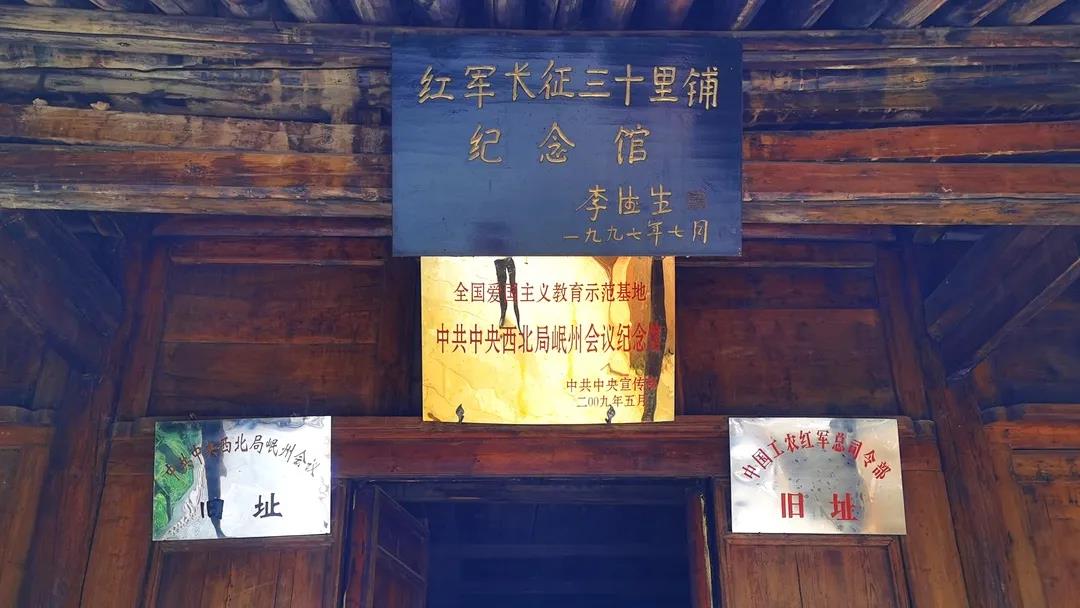 红军长征三十里铺
纪念馆
李德生
一九九七年七月
全国爱国主义教育示范基地
中共中央西北局岷州会议纪念馆
中共中央宣传部
二〇〇九年五月
中共中央西北局岷州会议
旧址
中国工农红军总司令部
旧址